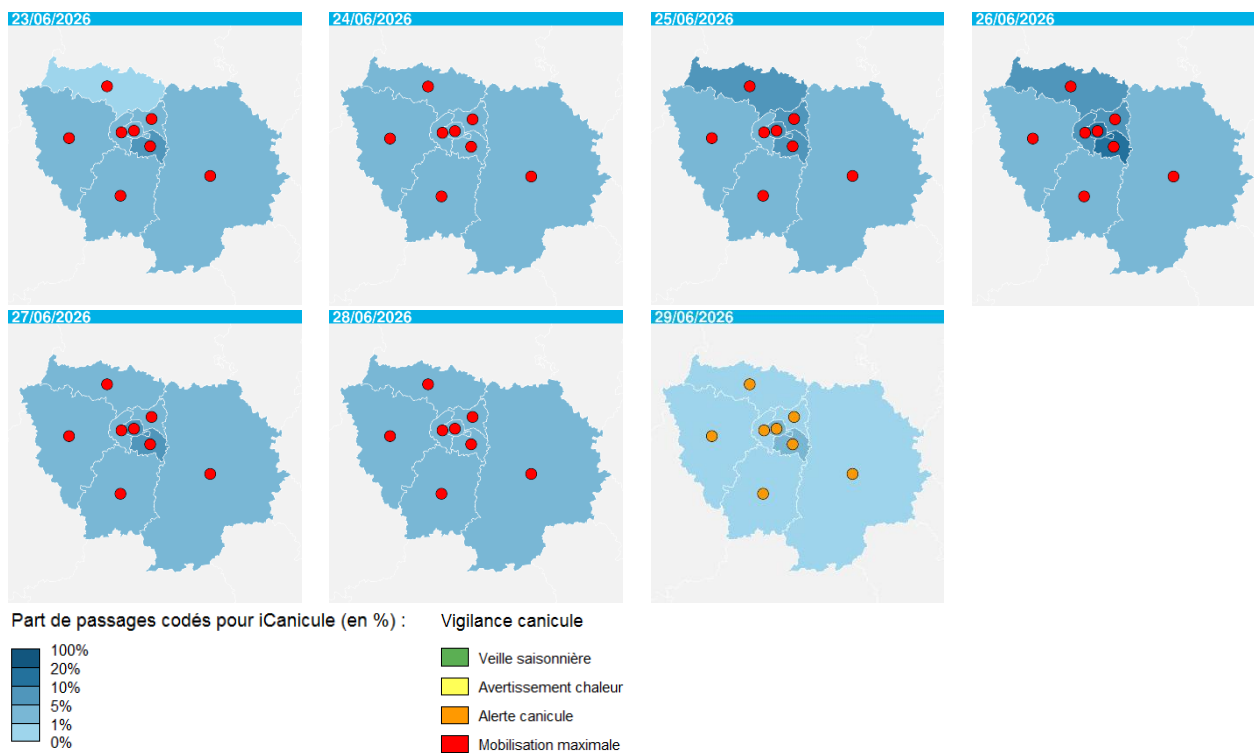 23/06/2026
24/06/2026
25/06/2026
26/06/2026
27/06/2026
28/06/2026
29/06/2026
Part de passages codés pour iCanicule (en %) :
100%
20%
10%
5%
1%
0%
Vigilance canicule
Veille saisonnière
Avertissement chaleur
Alerte canicule
Mobilisation maximale